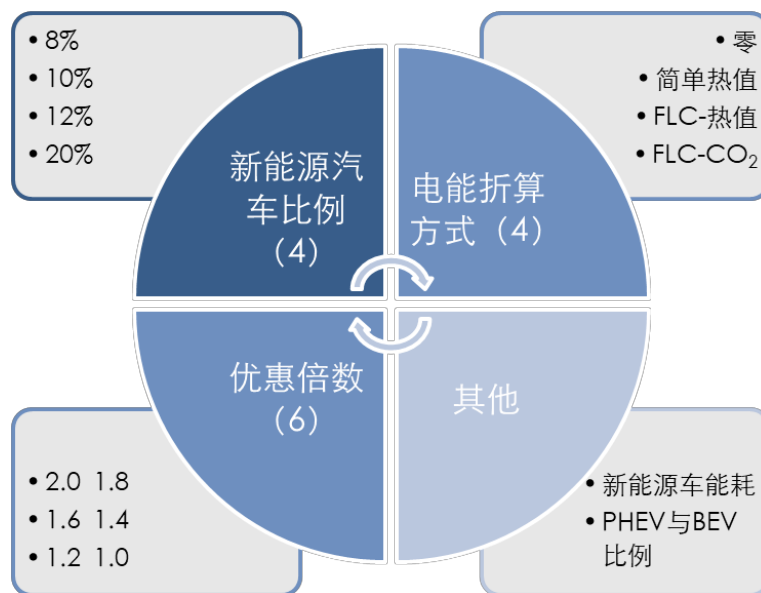 • 8%
• 10%
• 12%
• 20%
• 零
• 简单热值
• FLC-热值
• FLC-CO₂
新能源汽
车比例
（4）
电能折算
方式（4）
优惠倍数
（6）
其他
• 2.0 1.8
• 1.6 1.4
• 1.2 1.0
• 新能源车能耗
• PHEV与BEV
比例